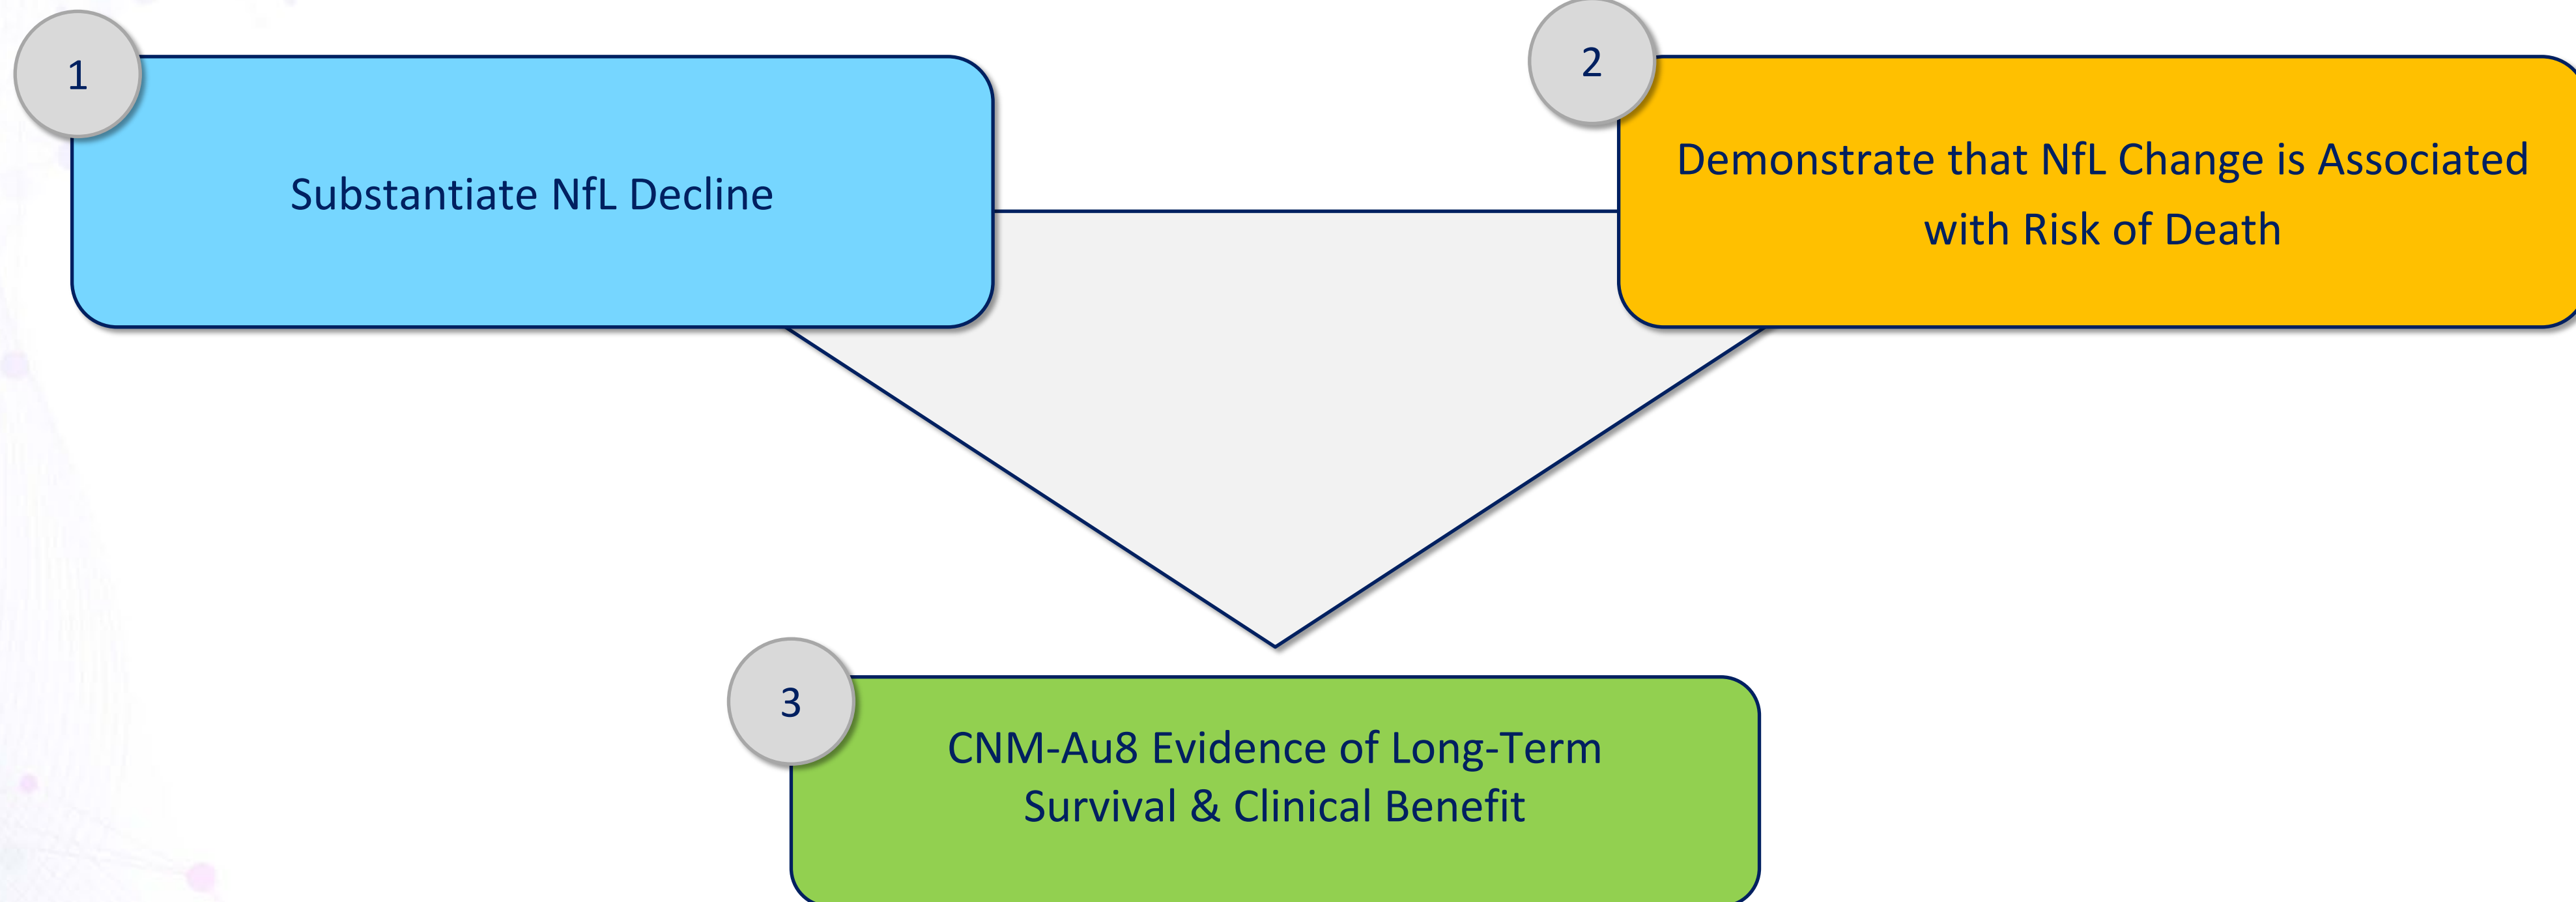 1
Substantiate NfL Decline
2
Demonstrate that NfL Change is Associated
with Risk of Death
3
CNM-Au8 Evidence of Long-Term
Survival & Clinical Benefit